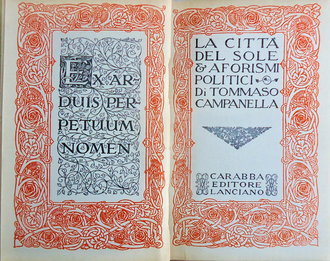 EX AR-
DUIS PER-
PETUUM
NOMEN
LA CITTÀ
DEL SOLE
& AFORISMI
POLITICI
DI TOMMASO
CAMPANELLA
CARABBA
EDITORE
LANCIANO